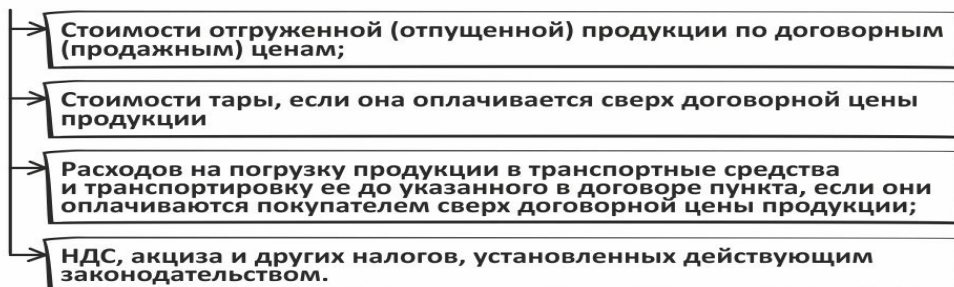 Стоимости отгруженной (отпущенной) продукции по договорным
(продажным) ценам;
Стоимости тары, если она оплачивается сверх договорной цены
продукции
Расходов на погрузку продукции в транспортные средства
и транспортировку ее до указанного в договоре пункта, если они
оплачиваются покупателем сверх договорной цены продукции;
НДС, акциза и других налогов, установленных действующим
законодательством.